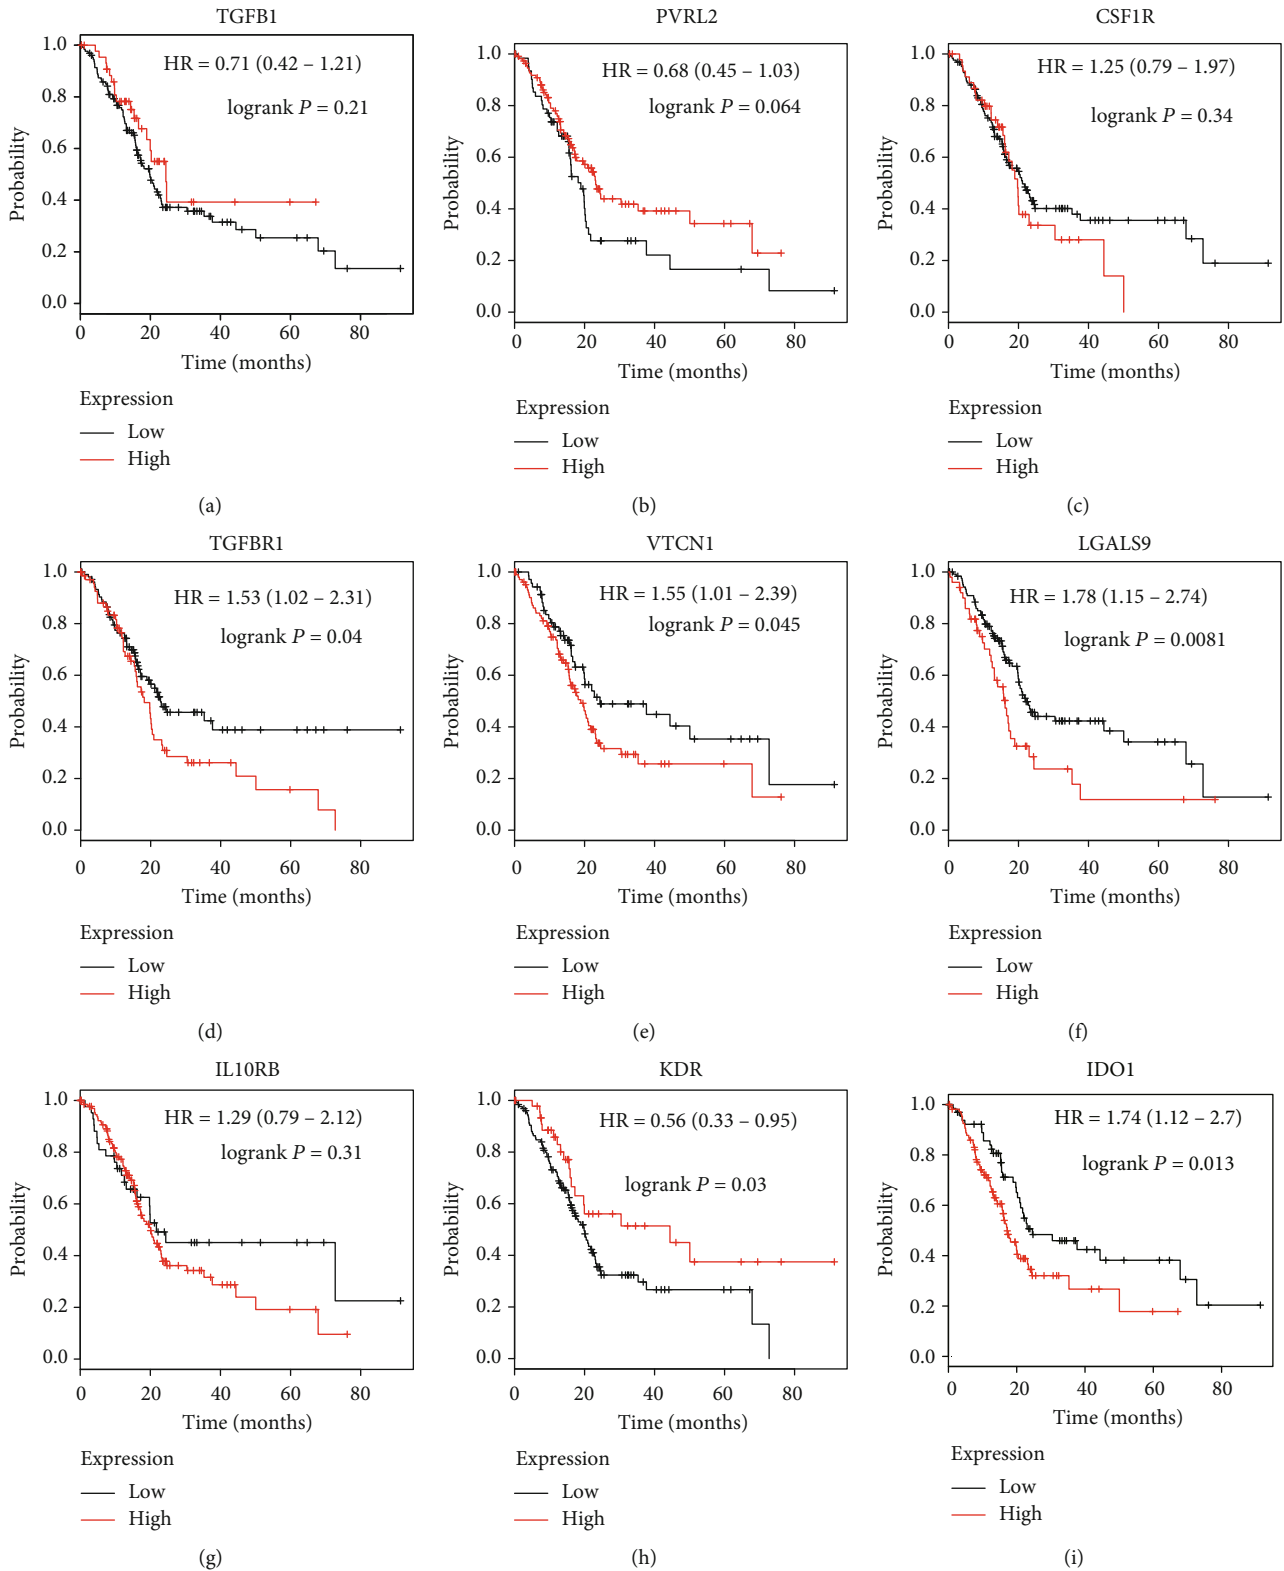 TGFB1
HR = 0.71 (0.42 – 1.21)
logrank P = 0.21
Probability
1.0
0.8
0.6
0.4
0.2
0.0
0 20 40 60 80
Time (months)
Expression
Low
High
(a)
PVRL2
HR = 0.68 (0.45 – 1.03)
logrank P = 0.064
Probability
1.0
0.8
0.6
0.4
0.2
0.0
0 20 40 60 80
Time (months)
Expression
Low
High
(b)
CSF1R
HR = 1.25 (0.79 – 1.97)
logrank P = 0.34
Probability
1.0
0.8
0.6
0.4
0.2
0.0
0 20 40 60 80
Time (months)
Expression
Low
High
(c)
TGFBR1
HR = 1.53 (1.02 – 2.31)
logrank P = 0.04
Probability
1.0
0.8
0.6
0.4
0.2
0.0
0 20 40 60 80
Time (months)
Expression
Low
High
(d)
VTCN1
HR = 1.55 (1.01 – 2.39)
logrank P = 0.045
Probability
1.0
0.8
0.6
0.4
0.2
0.0
0 20 40 60 80
Time (months)
Expression
Low
High
(e)
LGALS9
HR = 1.78 (1.15 – 2.74)
logrank P = 0.0081
Probability
1.0
0.8
0.6
0.4
0.2
0.0
0 20 40 60 80
Time (months)
Expression
Low
High
(f)
IL10RB
HR = 1.29 (0.79 – 2.12)
logrank P = 0.31
Probability
1.0
0.8
0.6
0.4
0.2
0.0
0 20 40 60 80
Time (months)
Expression
Low
High
(g)
KDR
HR = 0.56 (0.33 – 0.95)
logrank P = 0.03
Probability
1.0
0.8
0.6
0.4
0.2
0.0
0 20 40 60 80
Time (months)
Expression
Low
High
(h)
IDO1
HR = 1.74 (1.12 – 2.7)
logrank P = 0.013
Probability
1.0
0.8
0.6
0.4
0.2
0.0
0 20 40 60 80
Time (months)
Expression
Low
High
(i)